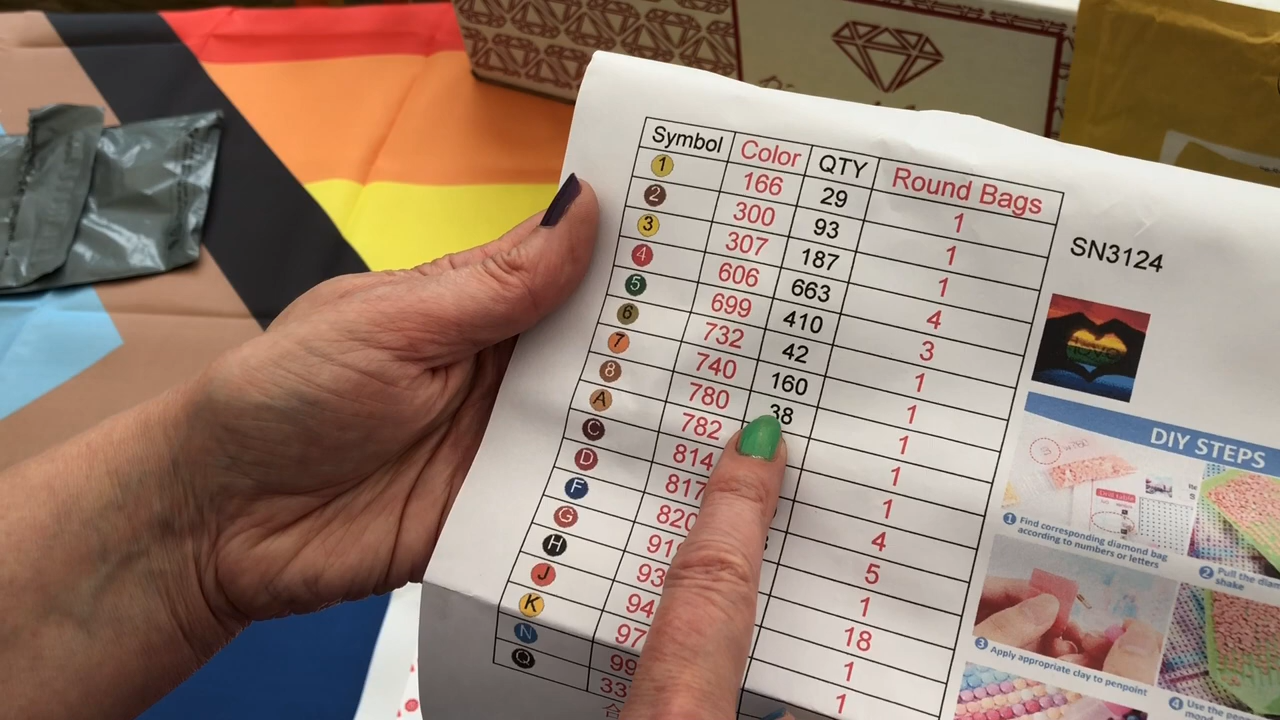 Symbol Color QTY Round Bags
1 166 29 1
2 300 93 1
3 307 187 1
4 606 663 4
5 699 410 3
6 732 42 1
7 740 160 1
8 780 38 1
A 782 1
C 814 1
D 817 4
F 820 5
G 1
H 18
J 1
K 1
N
Q
SN3124
LOVE
DIY STEPS
1 Find corresponding diamond bag
according to numbers or letters
2 Pull the
shake
3 Apply appropriate clay to penpoint
4 Use the